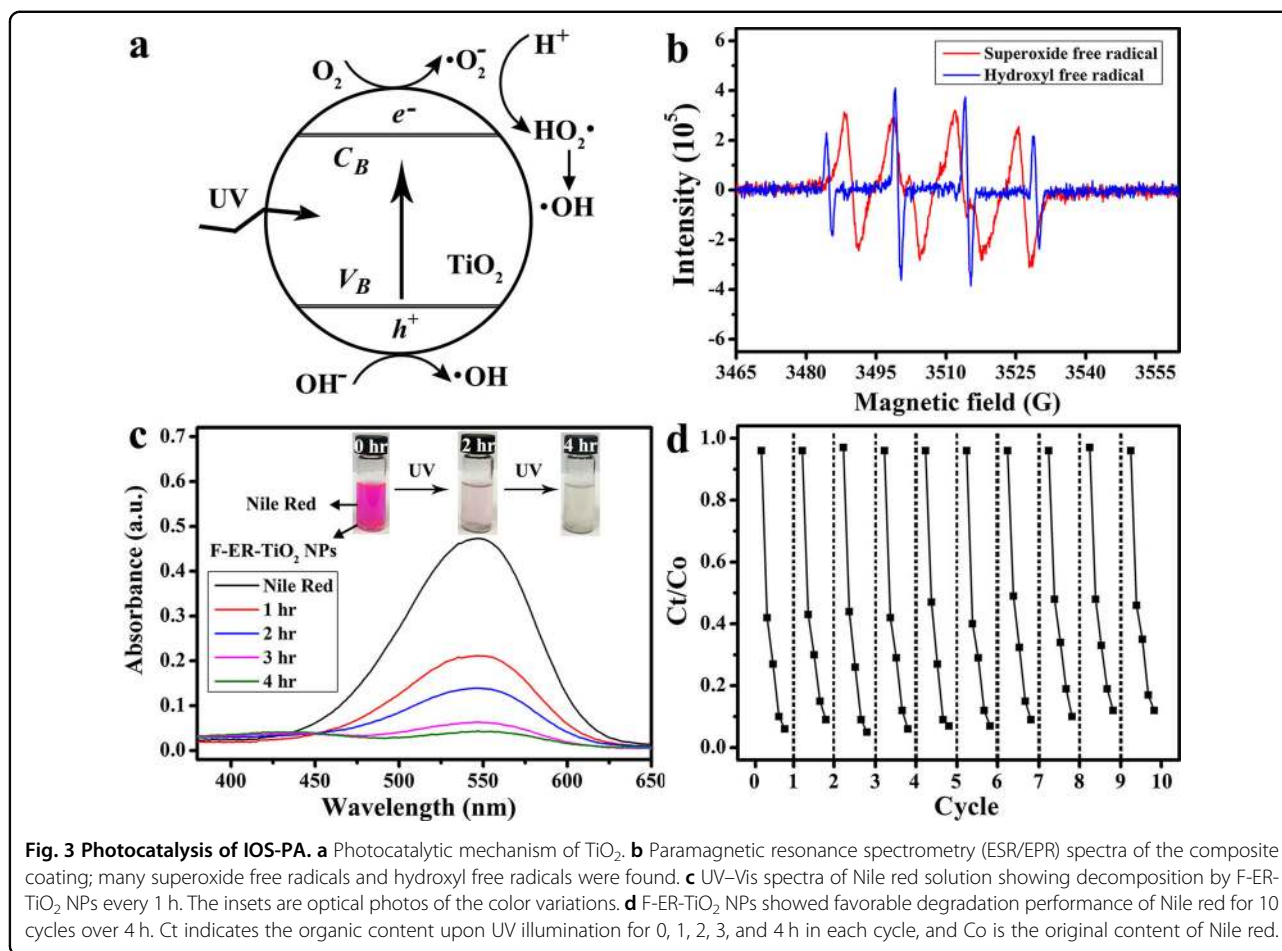 a
O₂
•O₂⁻
H⁺
e⁻
HO₂•
C_B
UV
•OH
V_B
TiO₂
h⁺
OH⁻
•OH
b
Superoxide free radical
Hydroxyl free radical
Intensity (10⁵)
6
4
2
0
-2
-4
-6
3465 3480 3495 3510 3525 3540 3555
Magnetic field (G)
c
0 hr 2 hr 4 hr
UV UV
Nile Red
F-ER-TiO₂ NPs
Nile Red
1 hr
2 hr
3 hr
4 hr
Absorbance (a.u.)
0.7
0.6
0.5
0.4
0.3
0.2
0.1
0.0
400 450 500 550 600 650
Wavelength (nm)
d
Ct/Co
1.0
0.8
0.6
0.4
0.2
0.0
0 1 2 3 4 5 6 7 8 9 10
Cycle
Fig. 3 Photocatalysis of IOS-PA. a Photocatalytic mechanism of TiO₂. b Paramagnetic resonance spectrometry (ESR/EPR) spectra of the composite
coating; many superoxide free radicals and hydroxyl free radicals were found. c UV–Vis spectra of Nile red solution showing decomposition by F-ER-
TiO₂ NPs every 1 h. The insets are optical photos of the color variations. d F-ER-TiO₂ NPs showed favorable degradation performance of Nile red for 10
cycles over 4 h. Ct indicates the organic content upon UV illumination for 0, 1, 2, 3, and 4 h in each cycle, and Co is the original content of Nile red.